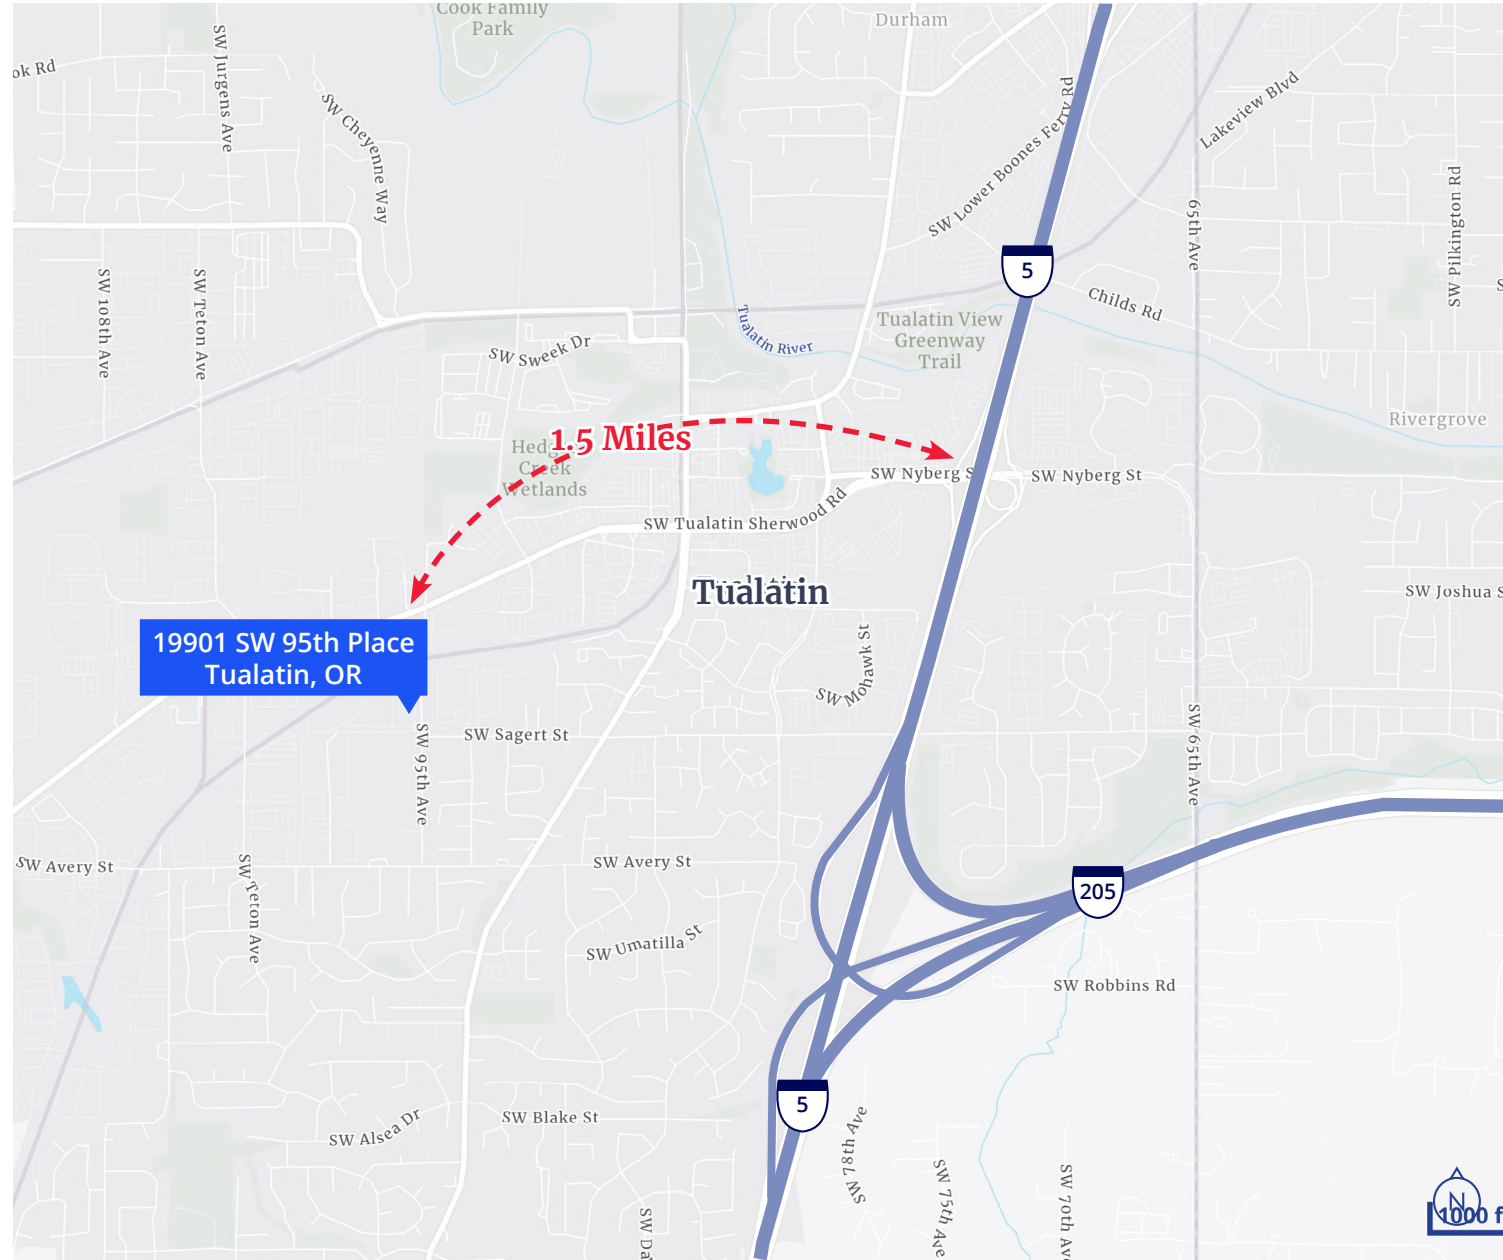 Cook Family
Park
Durham
SW Jurgens Ave
ok Rd
SW Cheyenne Way
SW Lower Boones Ferry Rd
Lakeview Blvd
65th Ave
SW Pilkington Rd
5
SW 108th Ave
SW Teton Ave
Childs Rd
S
Tualatin River
Tualatin View
Greenway
Trail
SW Sweek Dr
Rivergrove
1.5 Miles
Creek
Wetlands
SW Nyberg S
SW Nyberg St
SW Tualatin Sherwood Rd
Tualatin
SW Joshua S
19901 SW 95th Place
Tualatin, OR
SW Mohawk St
SW Sagert St
SW 95th Ave
SW 65th Ave
SW Avery St
SW Avery St
SW Teton Ave
205
SW Umatilla St
SW Robbins Rd
5
SW Blake St
SW Alsea Dr
SW 78th Ave
SW 75th Ave
SW 70th Av
SW Da
N
1000 f